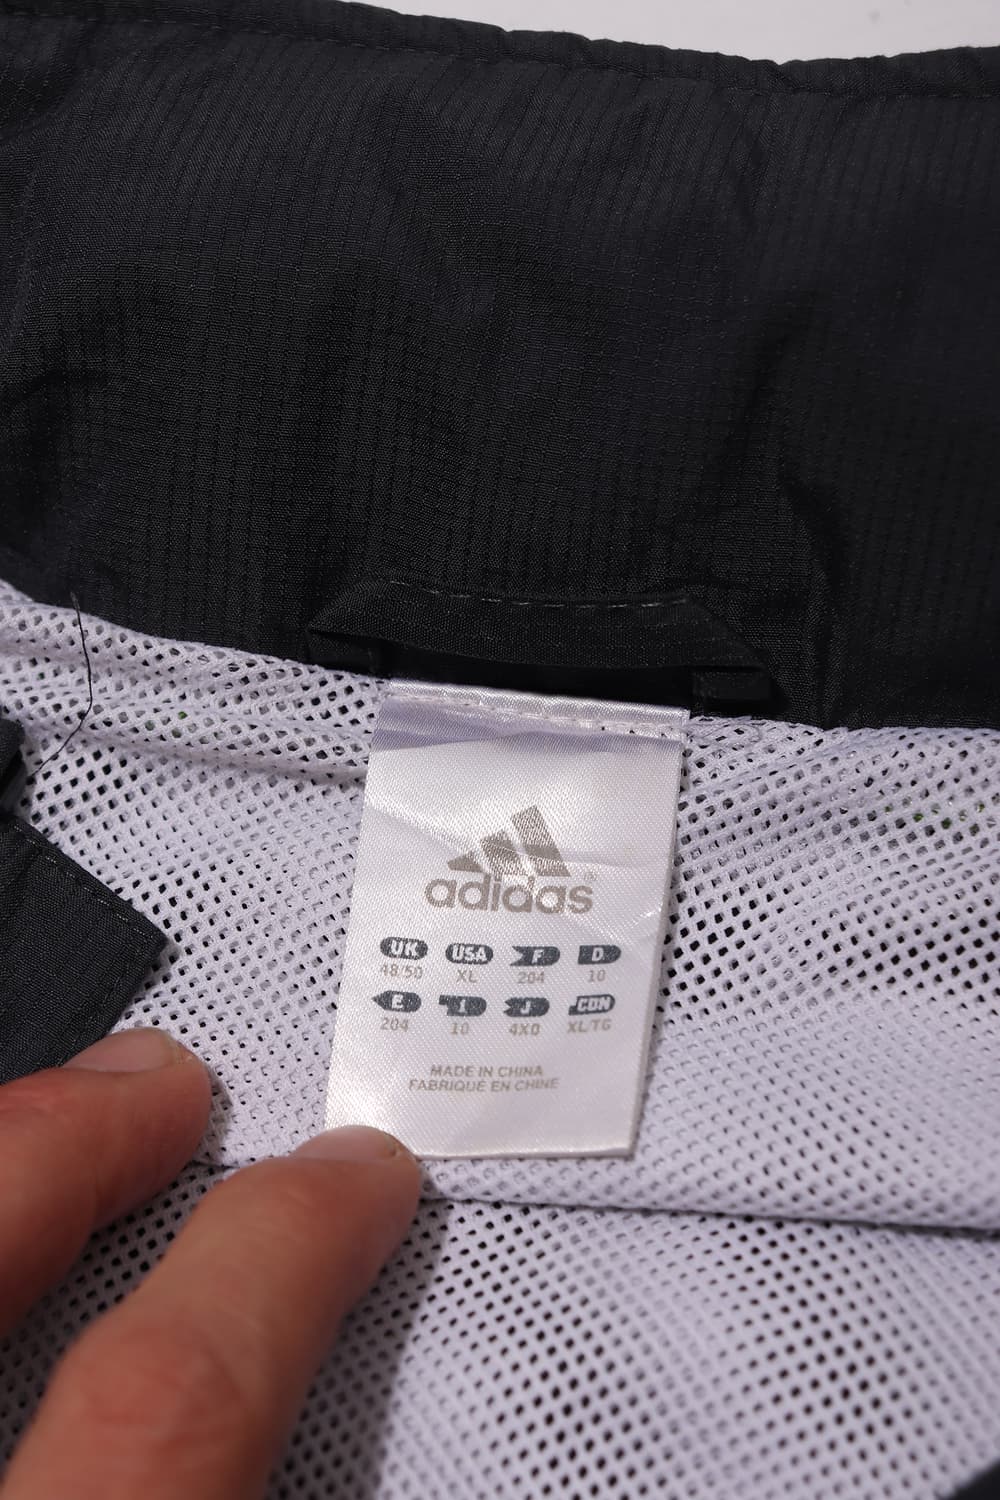 adidas®
UK USA F D
48/50 XL 204 10
E I J CDN
204 10 4XO XL/TG
MADE IN CHINA
FABRIQUÉ EN CHINE